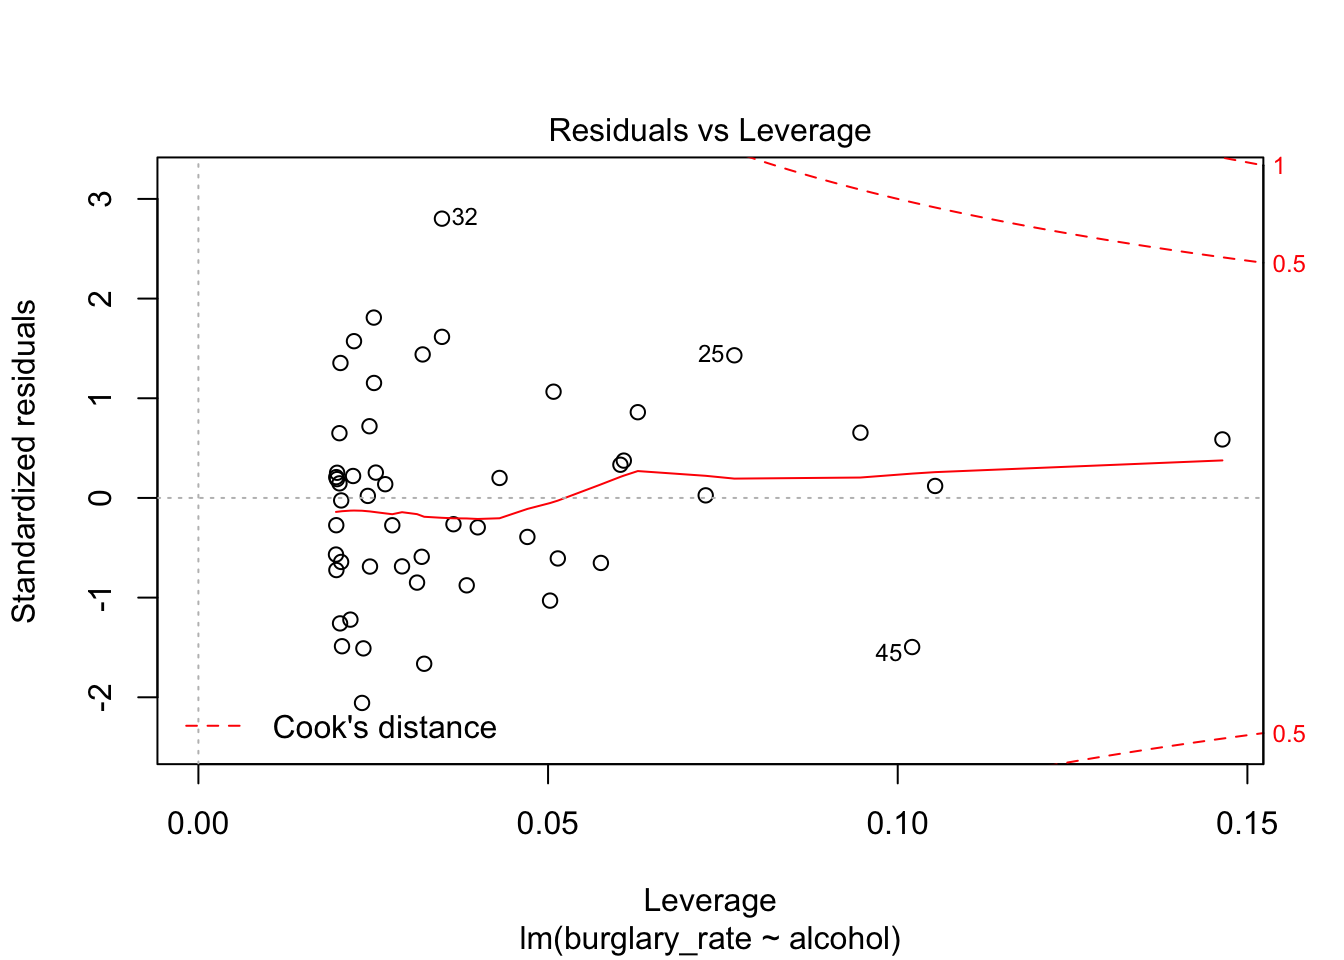 Residuals vs Leverage
Standardized residuals
3
2
1
0
-1
-2
32
25
45
1
0.5
0.5
Cook's distance
0.00 0.05 0.10 0.15
Leverage
lm(burglary_rate ~ alcohol)